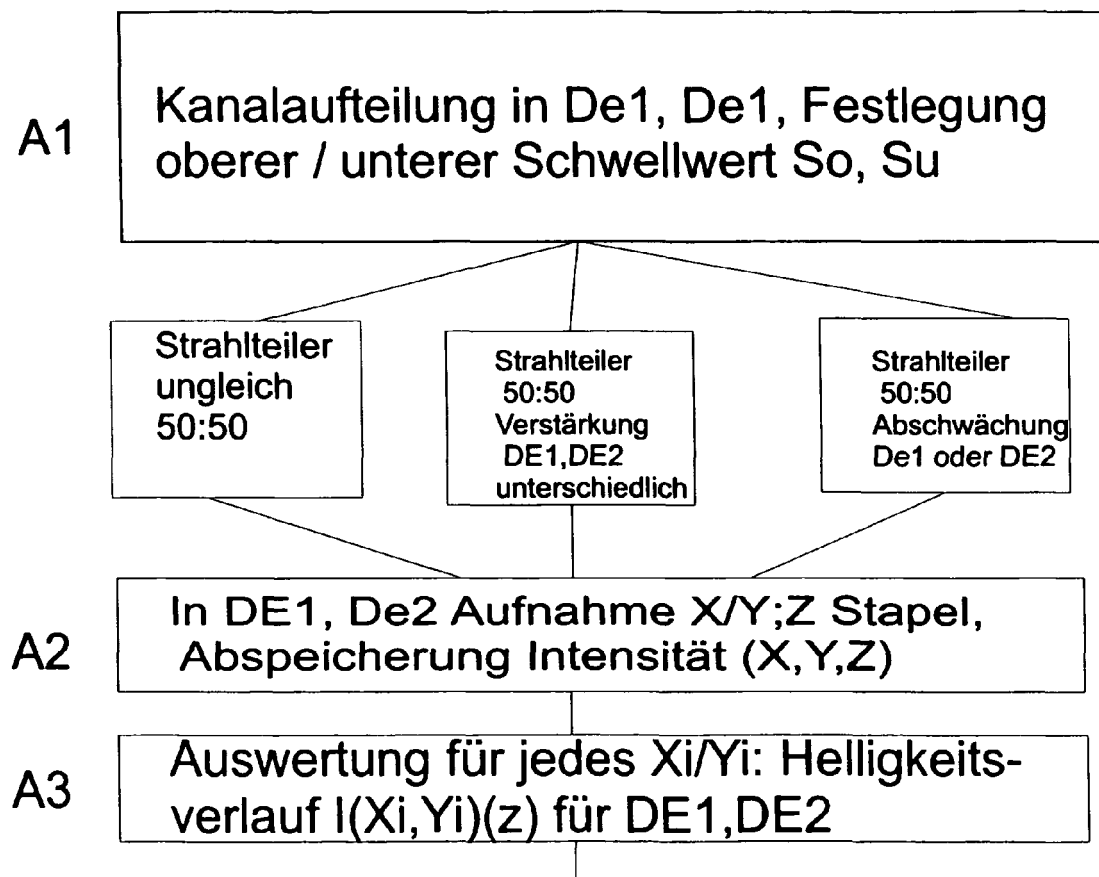 A1
Kanalaufteilung in De1, De1, Festlegung
oberer / unterer Schwellwert So, Su
Strahlteiler
ungleich
50:50
Strahlteiler
50:50
Verstärkung
DE1,DE2
unterschiedlich
Strahlteiler
50:50
Abschwächung
De1 oder DE2
A2
In DE1, De2 Aufnahme X/Y;Z Stapel,
Abspeicherung Intensität (X,Y,Z)
A3
Auswertung für jedes Xi/Yi: Helligkeits-
verlauf I(Xi,Yi)(z) für DE1,DE2